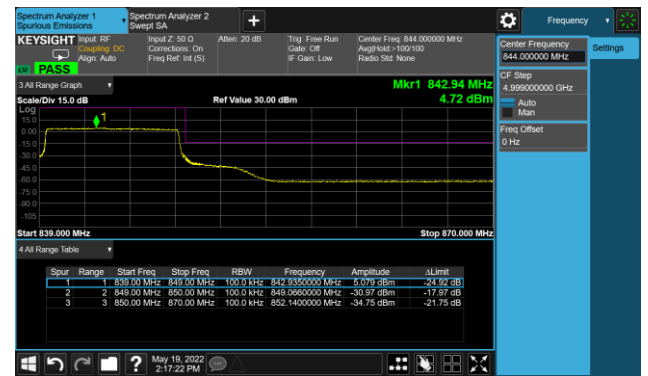 Spectrum Analyzer 1
Spurious Emissions
Spectrum Analyzer 2
Swept SA
Frequency
KEYSIGHT
Input: RF
Coupling: DC
Align: Auto
Input Z: 50 Ω
Corrections: On
Freq Ref: Int (S)
Atten: 20 dB
Trig: Free Run
Gate: Off
IF Gain: Low
Center Freq: 844.000000 MHz
Avg|Hold:>100/100
Radio Std: None
PASS
Center Frequency
844.000000 MHz
Settings
CF Step
4.999000000 GHz
Auto
Man
Freq Offset
0 Hz
3 All Range Graph
Mkr1 842.94 MHz
Scale/Div 15.0 dB
Ref Value 30.00 dBm
4.72 dBm
Log
15.0
0.00
-15.0
-30.0
-45.0
-60.0
-75.0
-90.0
-105
1
Start 839.000 MHz
Stop 870.000 MHz
4 All Range Table
Spur Range Start Freq Stop Freq RBW Frequency Amplitude ΔLimit
1 1 839.00 MHz 849.00 MHz 100.0 kHz 842.9350000 MHz 5.079 dBm -24.92 dB
2 2 849.00 MHz 850.00 MHz 100.0 kHz 849.0660000 MHz -30.97 dBm -17.97 dB
3 3 850.00 MHz 870.00 MHz 100.0 kHz 852.1400000 MHz -34.75 dBm -21.75 dB
May 19, 2022
2:17:22 PM